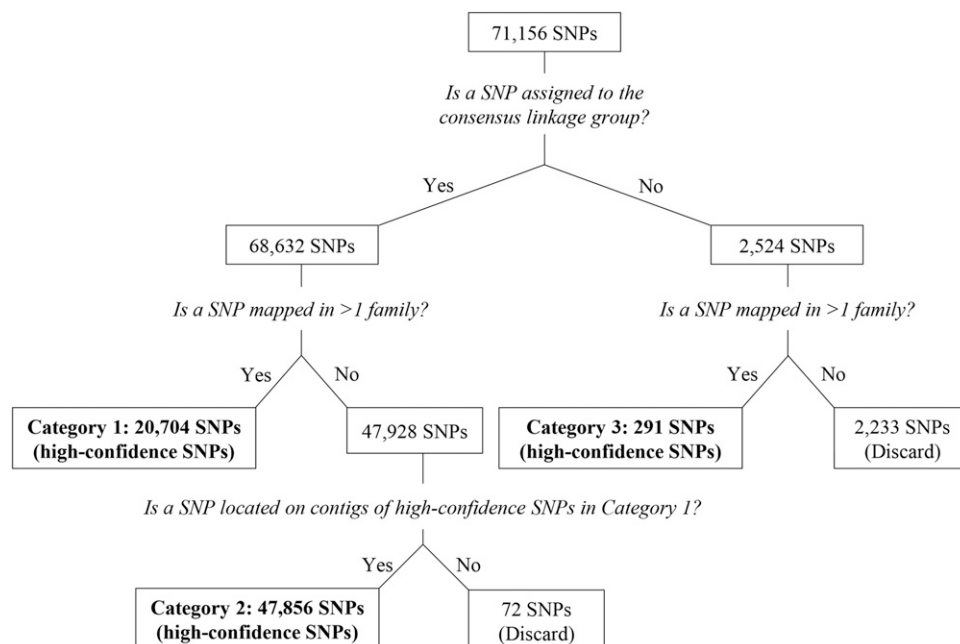 71,156 SNPs
Is a SNP assigned to the
consensus linkage group?
Yes
No
68,632 SNPs
2,524 SNPs
Is a SNP mapped in >1 family?
Is a SNP mapped in >1 family?
Yes
No
Yes
No
Category 1: 20,704 SNPs
(high-confidence SNPs)
47,928 SNPs
Category 3: 291 SNPs
(high-confidence SNPs)
2,233 SNPs
(Discard)
Is a SNP located on contigs of high-confidence SNPs in Category 1?
Yes
No
Category 2: 47,856 SNPs
(high-confidence SNPs)
72 SNPs
(Discard)